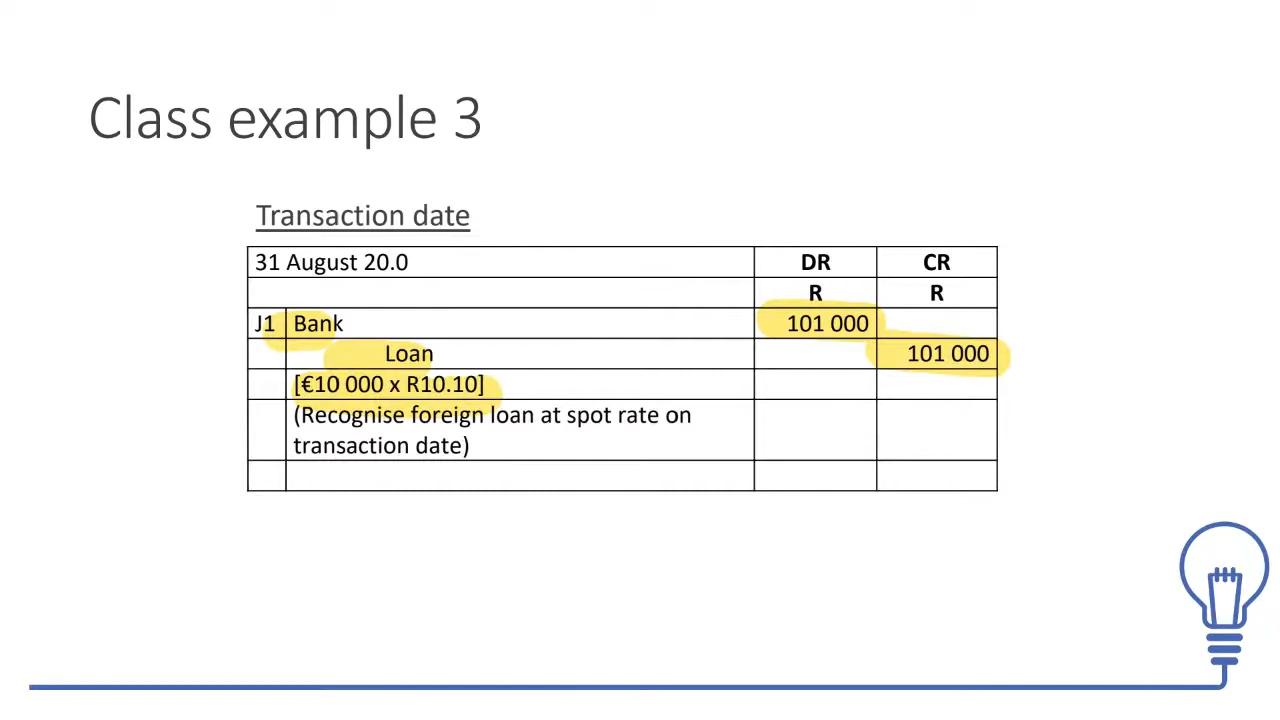 Class example 3
Transaction date
31 August 20.0 DR CR
R R
J1 Bank 101 000
Loan 101 000
[€10 000 x R10.10]
(Recognise foreign loan at spot rate on
transaction date)